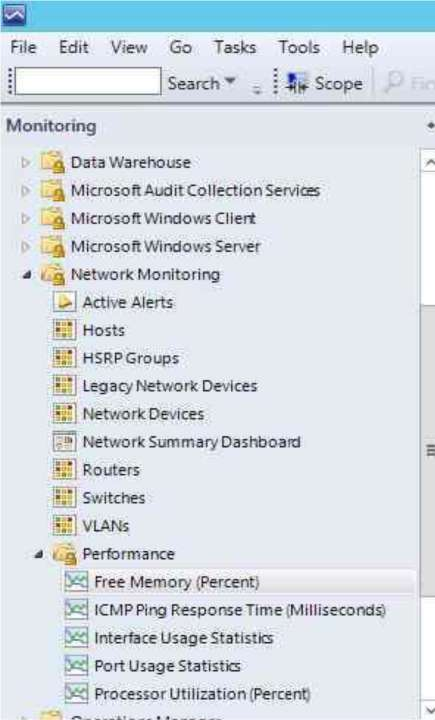 File Edit View Go Tasks Tools Help
Search Scope
Monitoring
Data Warehouse
Microsoft Audit Collection Services
Microsoft Windows Client
Microsoft Windows Server
Network Monitoring
Active Alerts
Hosts
HSRP Groups
Legacy Network Devices
Network Devices
Network Summary Dashboard
Routers
Switches
VLANs
Performance
Free Memory (Percent)
ICMP Ping Response Time (Milliseconds)
Interface Usage Statistics
Port Usage Statistics
Processor Utilization (Percent)
Operations Manager